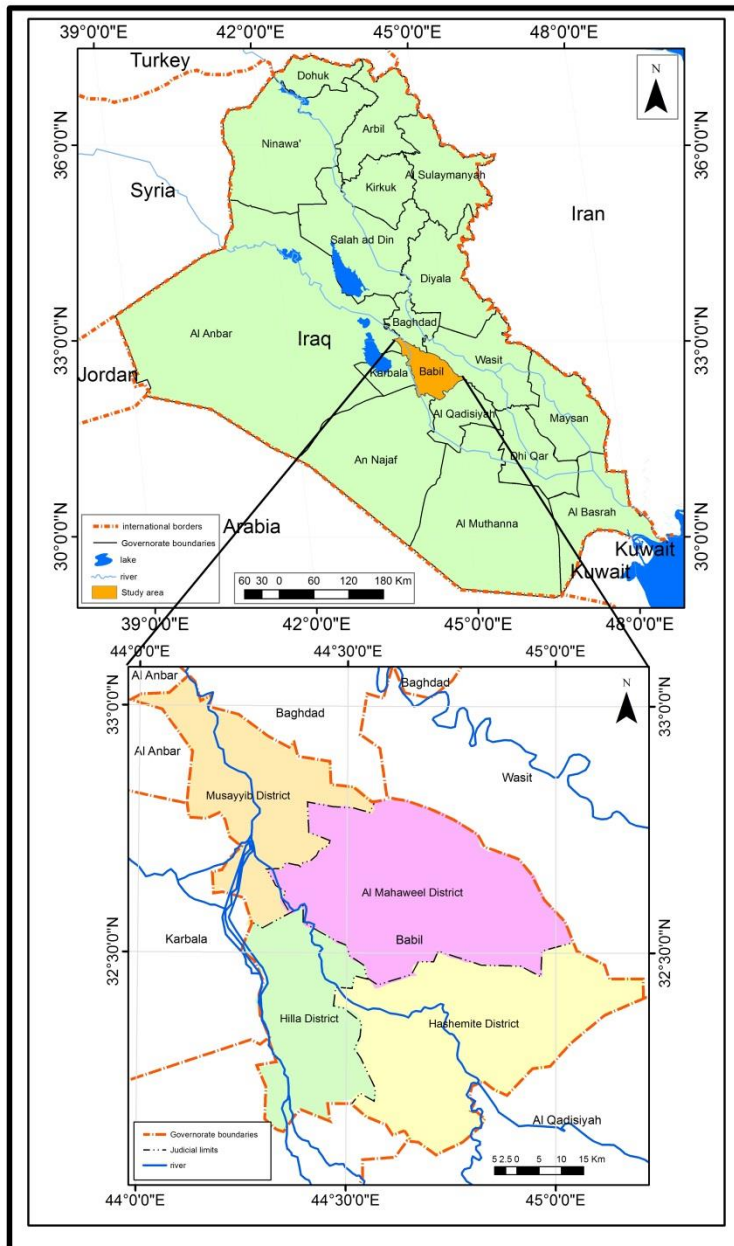 39°0'0"E 42°0'0"E 45°0'0"E 48°0'0"E
Turkey
N
Dohuk
36°0'0"N
Arbil
36°0'0"N
Ninawa'
Al Sulaymanyah
Kirkuk
Syria
Iran
Salah ad Din
Diyala
33°0'0"N
Al Anbar
Iraq
Baghdad
33°0'0"N
Wasit
Jordan
Karbala
Babil
Al Qadisiyah
Maysan
An Najaf
Dhi Qar
Al Muthanna
Al Basrah
30°0'0"N
Arabia
30°0'0"N
Kuwait
Kuwait
international borders
Governorate boundaries
lake
river
Study area
60 30 0 60 120 180 Km
39°0'0"E 42°0'0"E 45°0'0"E 48°0'0"E
44°0'0"E 44°30'0"E 45°0'0"E
Al Anbar
Baghdad
N
33°0'0"N
Baghdad
33°0'0"N
Al Anbar
Wasit
Musayyib District
Al Mahaweel District
Karbala
Babil
32°30'0"N
32°30'0"N
Hilla District
Hashemite District
Al Qadisiyah
Governorate boundaries
Judicial limits
river
5 2.5 0 5 10 15 Km
44°0'0"E 44°30'0"E 45°0'0"E